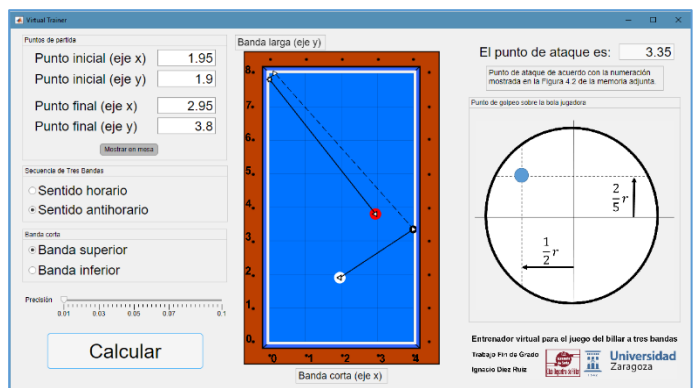 Virtual Trainer
Puntos de partida
Punto inicial (eje x) 1.95
Punto inicial (eje y) 1.9
Punto final (eje x) 2.95
Punto final (eje y) 3.8
Mostrar en mesa
Secuencia de Tres Bandas
Sentido horario
Sentido antihorario
Banda corta
Banda superior
Banda inferior
Precisión
0.01 0.03 0.05 0.07 0.1
Calcular
Banda larga (eje y)
8
7
6
5
4
3
2
1
0
0 1 2 3 4
Banda corta (eje x)
El punto de ataque es: 3.35
Punto de ataque de acuerdo con la numeración
mostrada en la Figura 4.2 de la memoria adjunta.
Punto de golpeo sobre la bola jugadora
2/5 r
1/2 r
Entrenador virtual para el juego del billar a tres bandas
Trabajo Fin de Grado
Ignacio Díez Ruiz
Universidad
Zaragoza